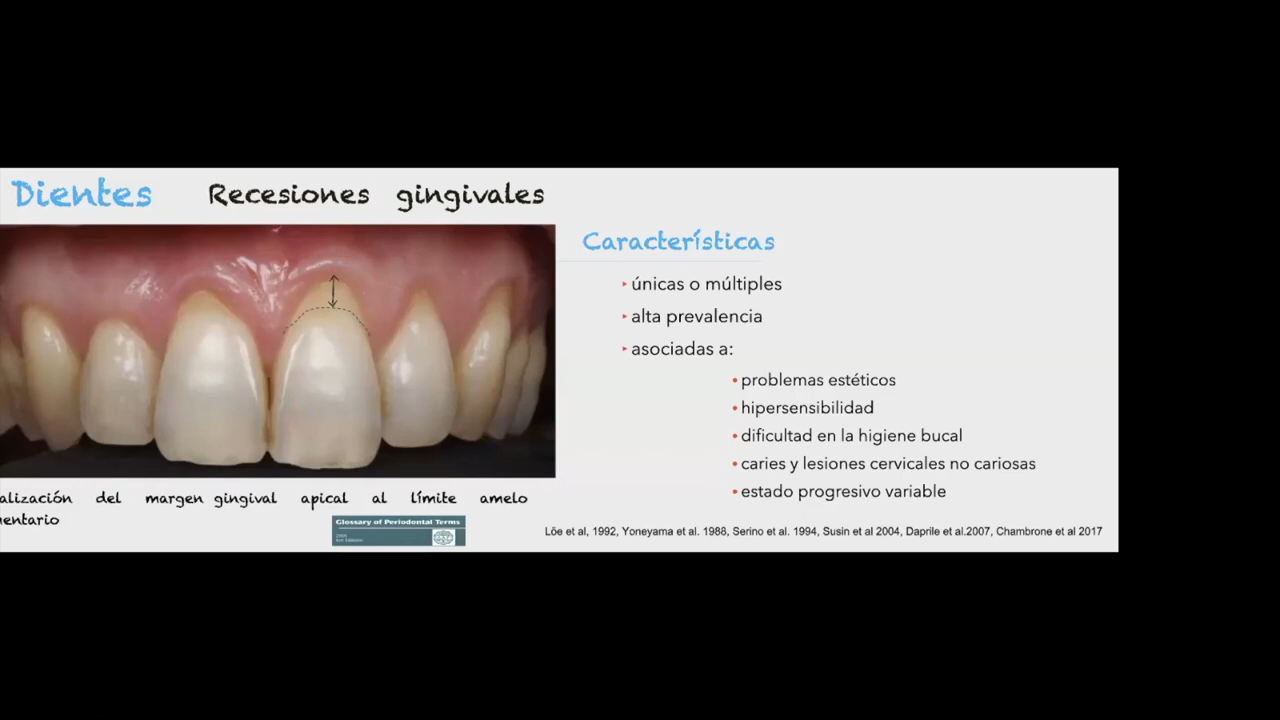 Dientes Recesiones gingivales
Características
únicas o múltiples
alta prevalencia
asociadas a:
problemas estéticos
hipersensibilidad
dificultad en la higiene bucal
caries y lesiones cervicales no cariosas
estado progresivo variable
alización del margen gingival apical al límite amelo
entario
Glossary of Periodontal Terms
Löe et al, 1992, Yoneyama et al. 1988, Serino et al. 1994, Susin et al 2004, Daprile et al.2007, Chambrone et al 2017